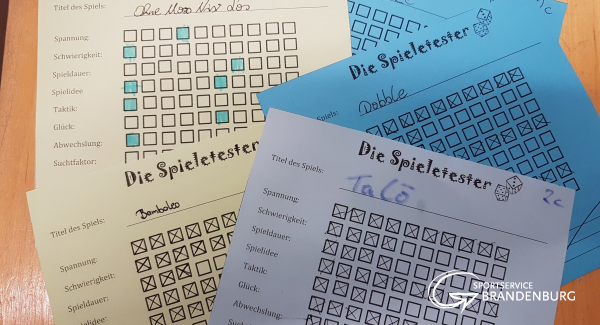 Titel des Spiels: Ohne Moos Nix los
Spannung:
Schwierigkeit:
Spieldauer:
Spielidee
Taktik:
Glück:
Abwechslung:
Suchtfaktor:
Die Spieletester
Dobble
Die Spieletester
Titel des Spiels: Bamboleo
Spannung:
Schwierigkeit:
Spieldauer:
Spielidee:
Die Spieletester
2c
Titel des Spiels: TaCō
Spannung:
Schwierigkeit:
Spieldauer:
Spielidee
Taktik:
Glück:
Abwechslung:
SPORTSERVICE
BRANDENBURG